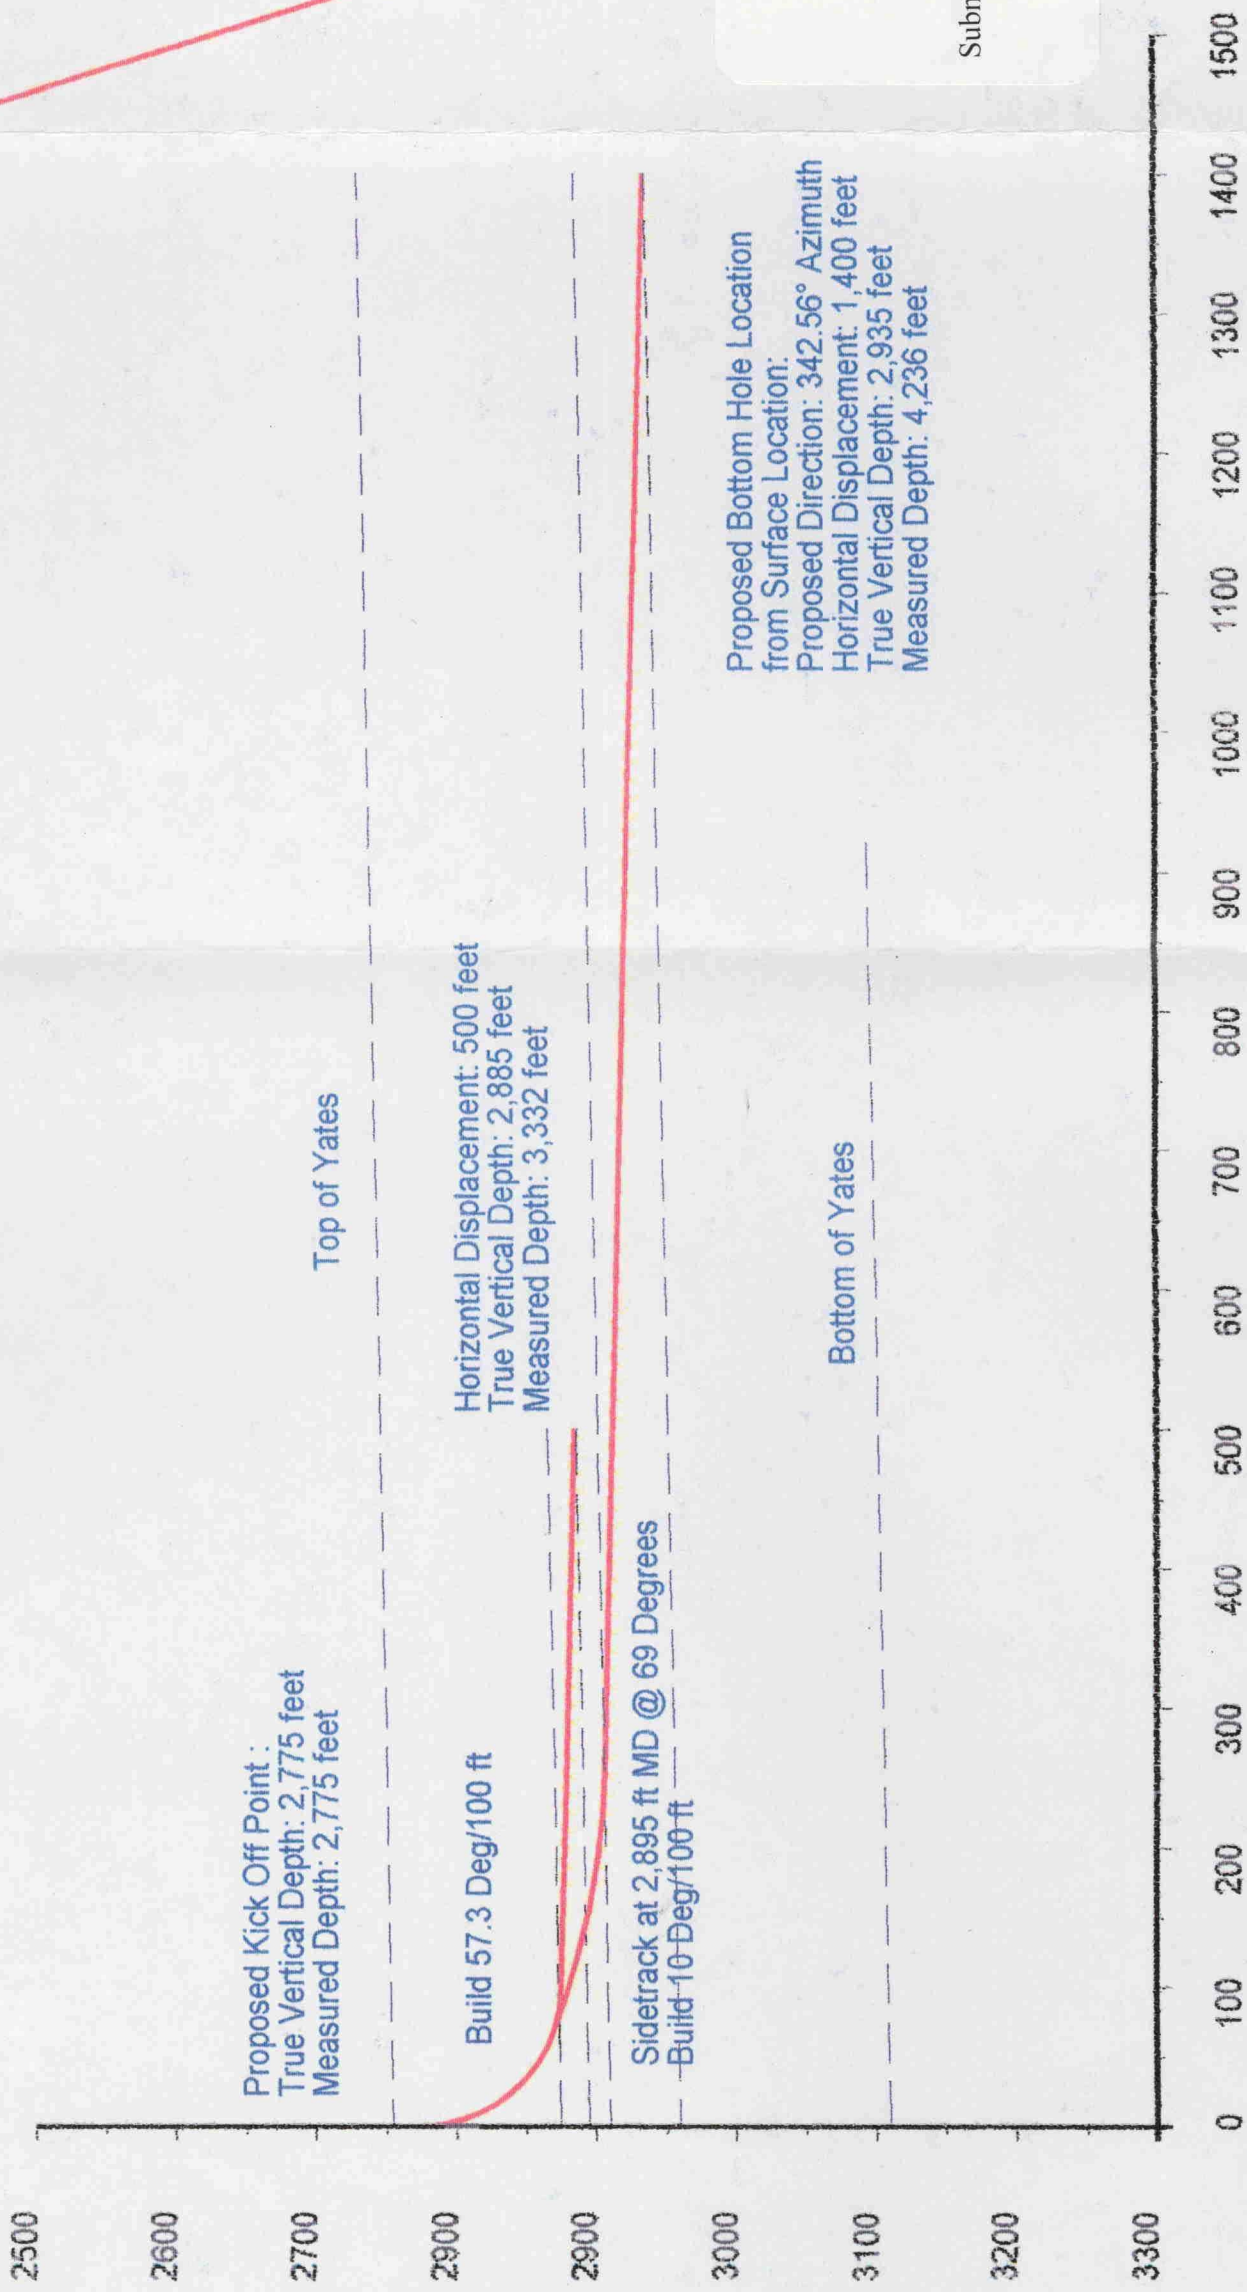 Subm
2500
2600
2700
2900
2900
3000
3100
3200
3300
Proposed Kick Off Point :
True Vertical Depth: 2,775 feet
Measured Depth: 2,775 feet
Top of Yates
Build 57.3 Deg/100 ft
Horizontal Displacement: 500 feet
True Vertical Depth: 2,885 feet
Measured Depth: 3,332 feet
Sidetrack at 2,895 ft MD @ 69 Degrees
Build 10 Deg/100 ft
Proposed Bottom Hole Location
from Surface Location:
Proposed Direction: 342.56° Azimuth
Horizontal Displacement: 1,400 feet
True Vertical Depth: 2,935 feet
Measured Depth: 4,236 feet
Bottom of Yates
0 100 200 300 400 500 600 700 800 900 1000 1100 1200 1300 1400 1500